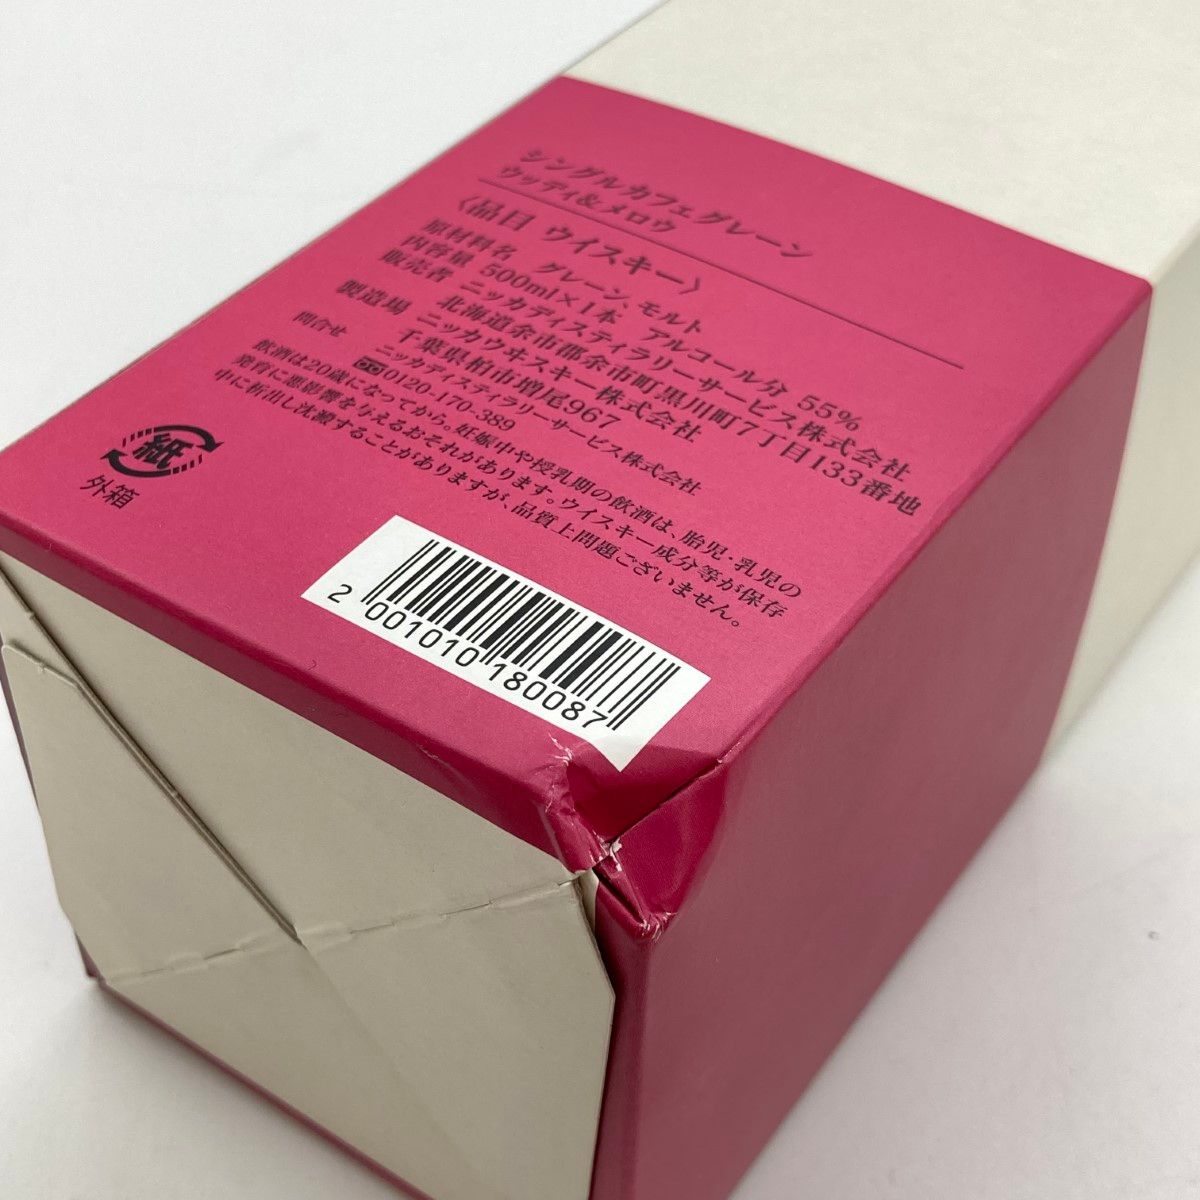 シングルカフェグレーン
ウッディ&メロウ
〈品目 ウイスキー〉
原材料名 グレーン、モルト
内容量 500ml×1本 アルコール分 55%
販売者 ニッカディスティラリーサービス株式会社
北海道余市郡余市町黒川町7丁目133番地
製造場 ニッカウヰスキー株式会社
千葉県柏市増尾967
問合せ ニッカディスティラリーサービス株式会社
0120-170-389
飲酒は20歳になってから。妊娠中や授乳期の飲酒は、胎児・乳児の
発育に悪影響を与えるおそれがあります。ウイスキー成分等が保存
中に析出し沈澱することがありますが、品質上問題ございません。
紙
外箱
2 001010 180087